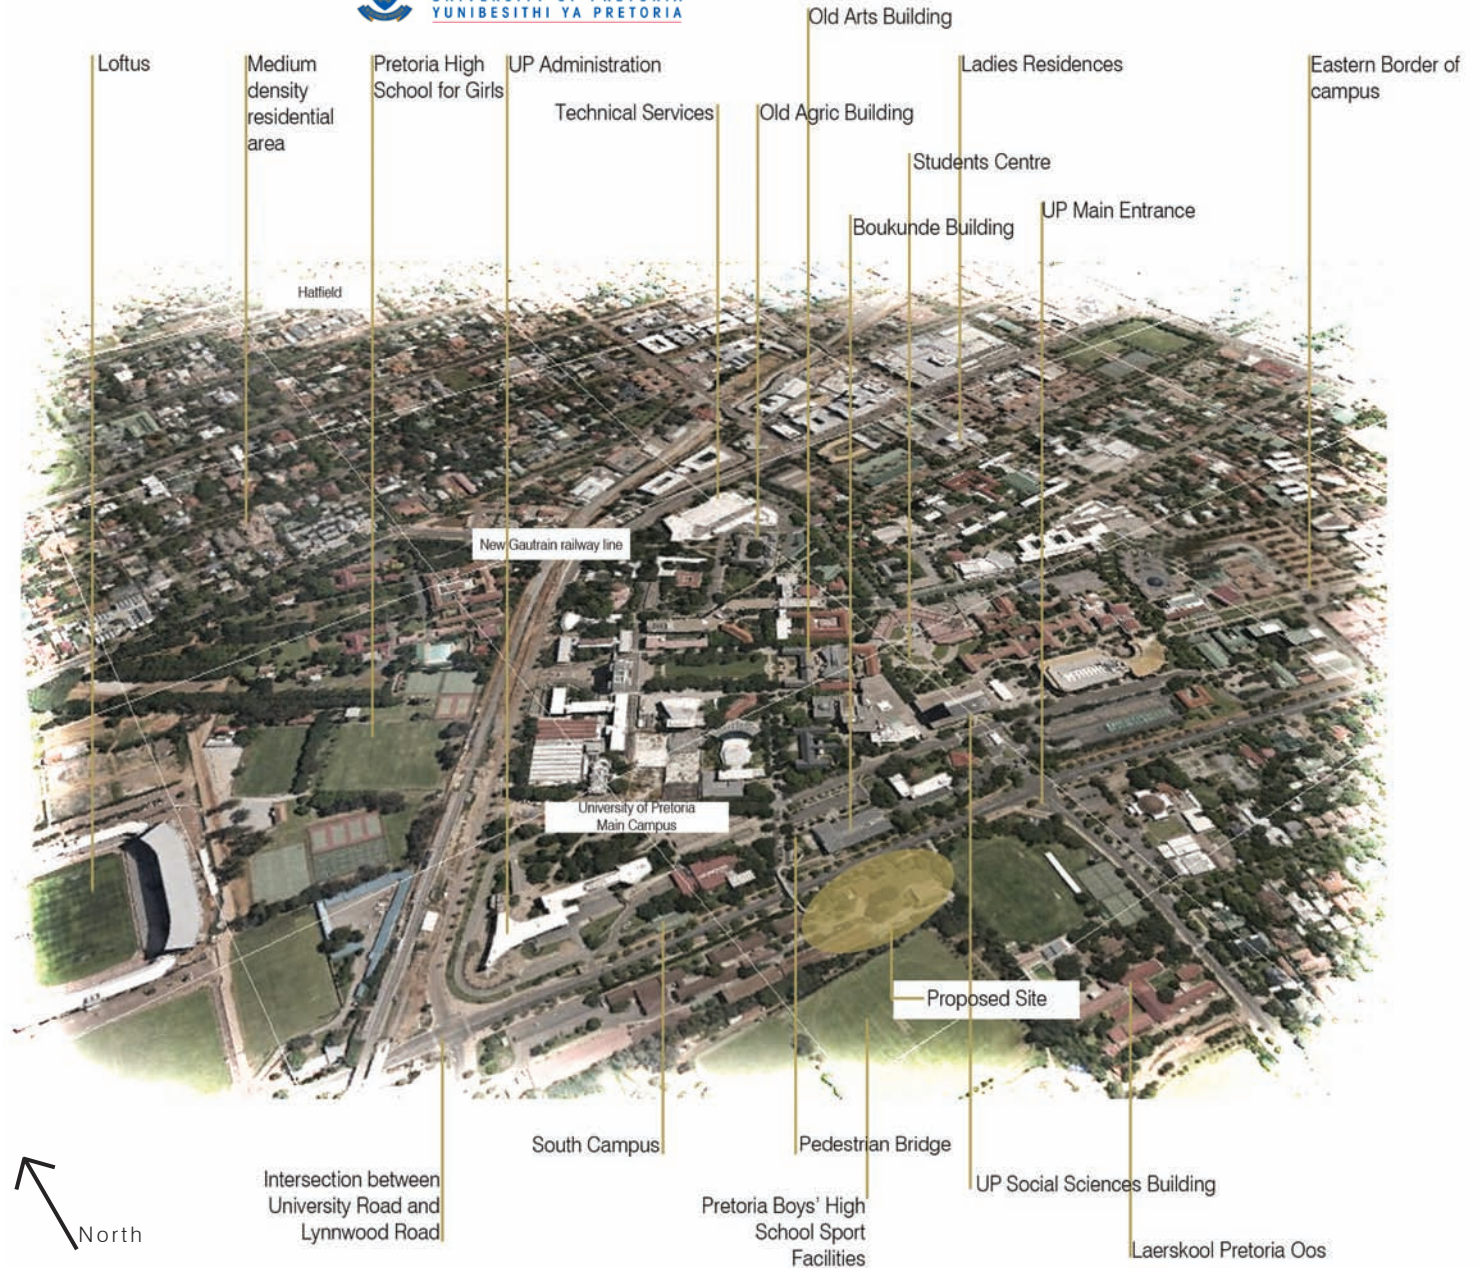 YUNIBESITHI YA PRETORIA
Old Arts Building
Loftus
Medium
density
residential
area
Pretoria High
School for Girls
UP Administration
Ladies Residences
Eastern Border of
campus
Technical Services
Old Agric Building
Students Centre
UP Main Entrance
Boukunde Building
Hatfield
New Gautrain railway line
University of Pretoria
Main Campus
Proposed Site
South Campus
Pedestrian Bridge
Intersection between
University Road and
Lynnwood Road
Pretoria Boys' High
School Sport
Facilities
UP Social Sciences Building
Laerskool Pretoria Oos
North